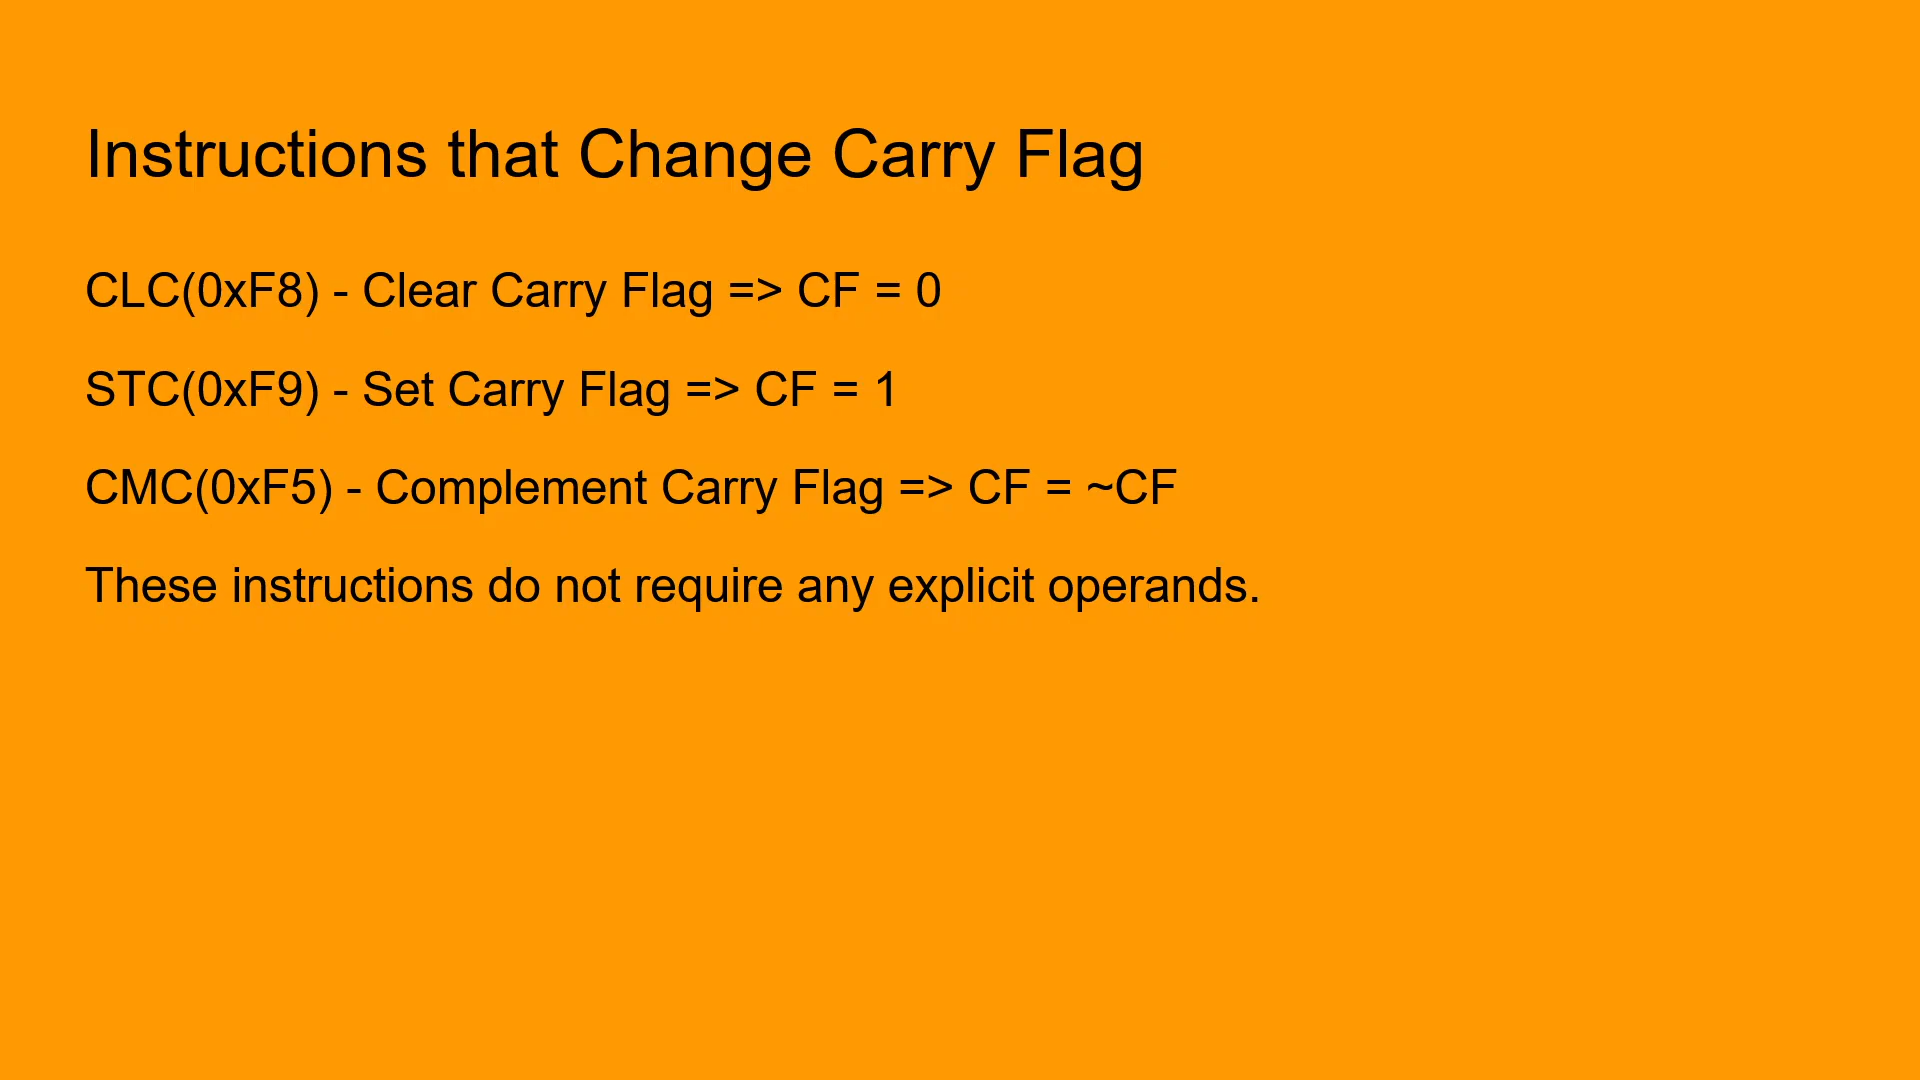 Instructions that Change Carry Flag
CLC(0xF8) - Clear Carry Flag => CF = 0
STC(0xF9) - Set Carry Flag => CF = 1
CMC(0xF5) - Complement Carry Flag => CF = ~CF
These instructions do not require any explicit operands.